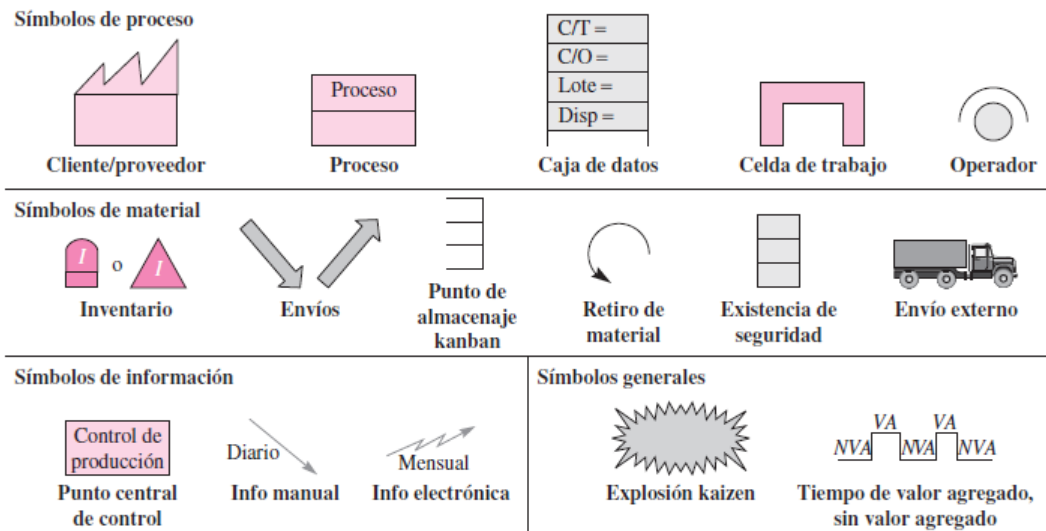 Símbolos de proceso
Proceso
C/T =
C/O =
Lote =
Disp =
Cliente/proveedor
Proceso
Caja de datos
Celda de trabajo
Operador
Símbolos de material
I o I
Inventario
Envíos
Punto de
almacenaje
kanban
Retiro de
material
Existencia de
seguridad
Envío externo
Símbolos de información
Control de
producción
Punto central
de control
Diario
Info manual
Mensual
Info electrónica
Símbolos generales
Explosión kaizen
VA VA
NVA NVA NVA
Tiempo de valor agregado,
sin valor agregado